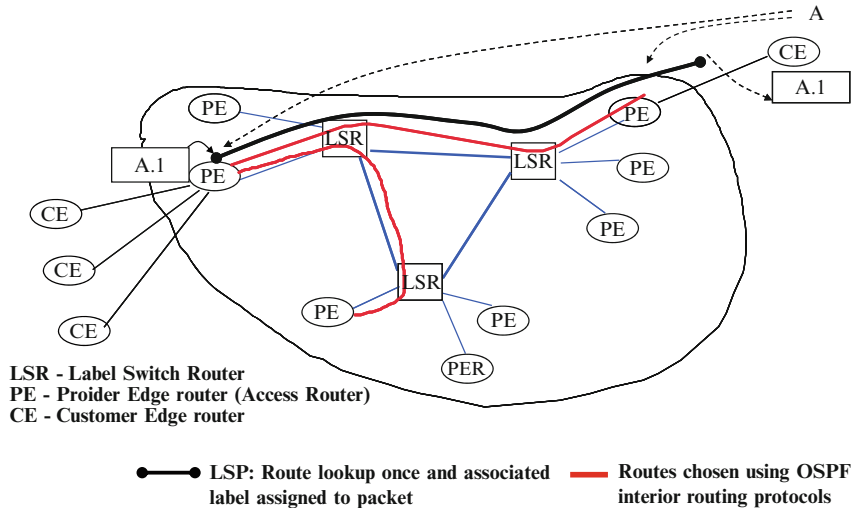 A
CE
A.1
PE
PE
LSR
LSR
A.1
PE
PE
CE
PE
CE
LSR
PE
PE
CE
PER
LSR - Label Switch Router
PE - Proider Edge router (Access Router)
CE - Customer Edge router
LSP: Route lookup once and associated
label assigned to packet
Routes chosen using OSPF
interior routing protocols